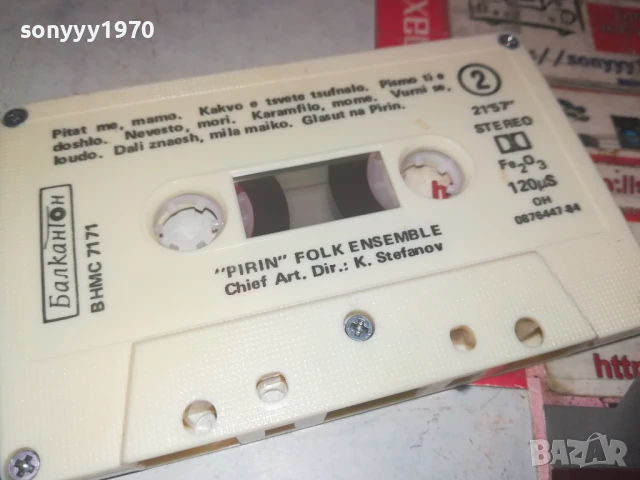 sonyyy1970
Pitat me, mamo. Kakvo e tsvete tsufnalo. Pismo ti e
doshlo. Nevesto, mori. Karamfilo, mome. Vurni se,
loudo. Dali znaesh, mila maiko. Glasut na Pirin.
2
21'57"
STEREO
Fe2O3
120µS
OH
0876447-84
Балкантон
BHMC 7171
"PIRIN" FOLK ENSEMBLE
Chief Art. Dir.: K. Stefanov
BAZAR